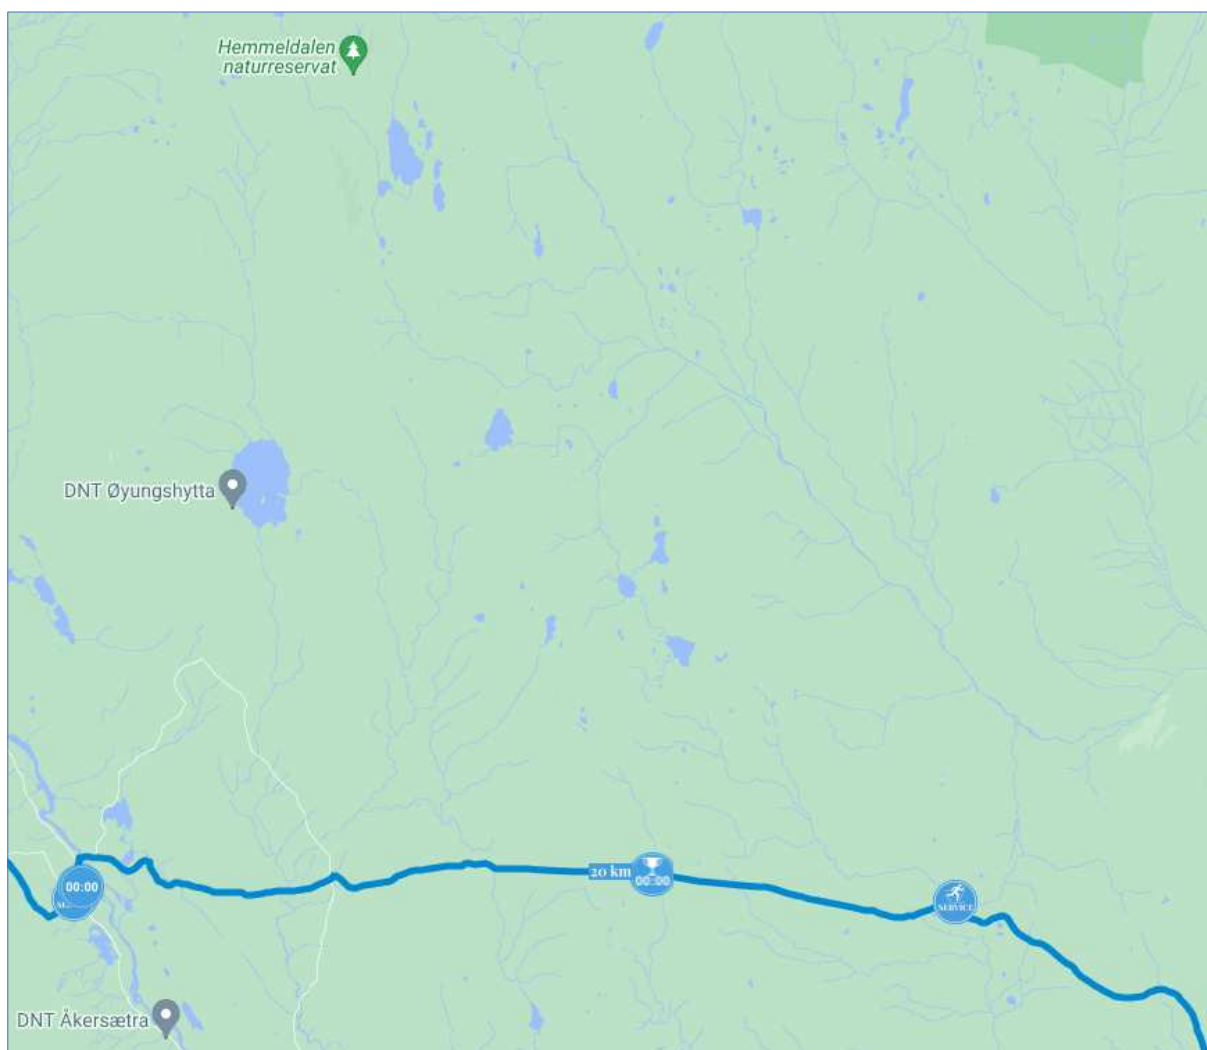 Hemmeldalen
naturreservat
DNT Øyungshytta
20 km
00:00
00:00
SERVICE
DNT Åkersætra